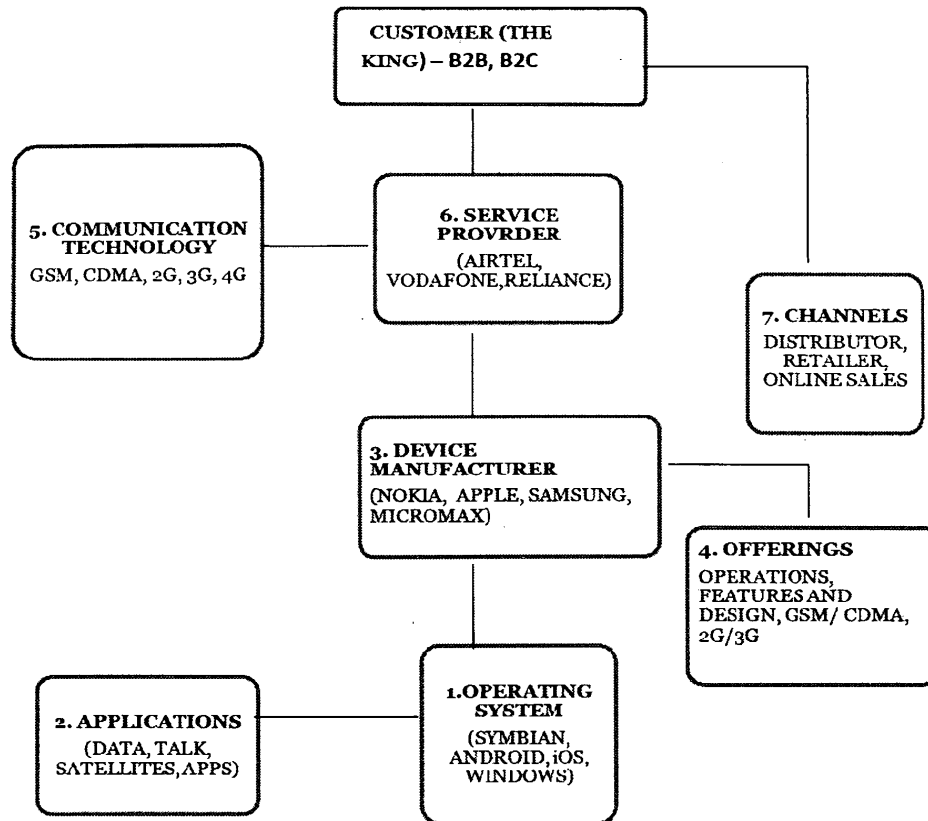 CUSTOMER (THE
KING) – B2B, B2C
5. COMMUNICATION
TECHNOLOGY
GSM, CDMA, 2G, 3G, 4G
6. SERVICE
PROVRDER
(AIRTEL,
VODAFONE,RELIANCE)
7. CHANNELS
DISTRIBUTOR,
RETAILER,
ONLINE SALES
3. DEVICE
MANUFACTURER
(NOKIA, APPLE, SAMSUNG,
MICROMAX)
4. OFFERINGS
OPERATIONS,
FEATURES AND
DESIGN, GSM/ CDMA,
2G/3G
2. APPLICATIONS
(DATA, TALK,
SATELLITES,APPS)
1.OPERATING
SYSTEM
(SYMBIAN,
ANDROID, iOS,
WINDOWS)